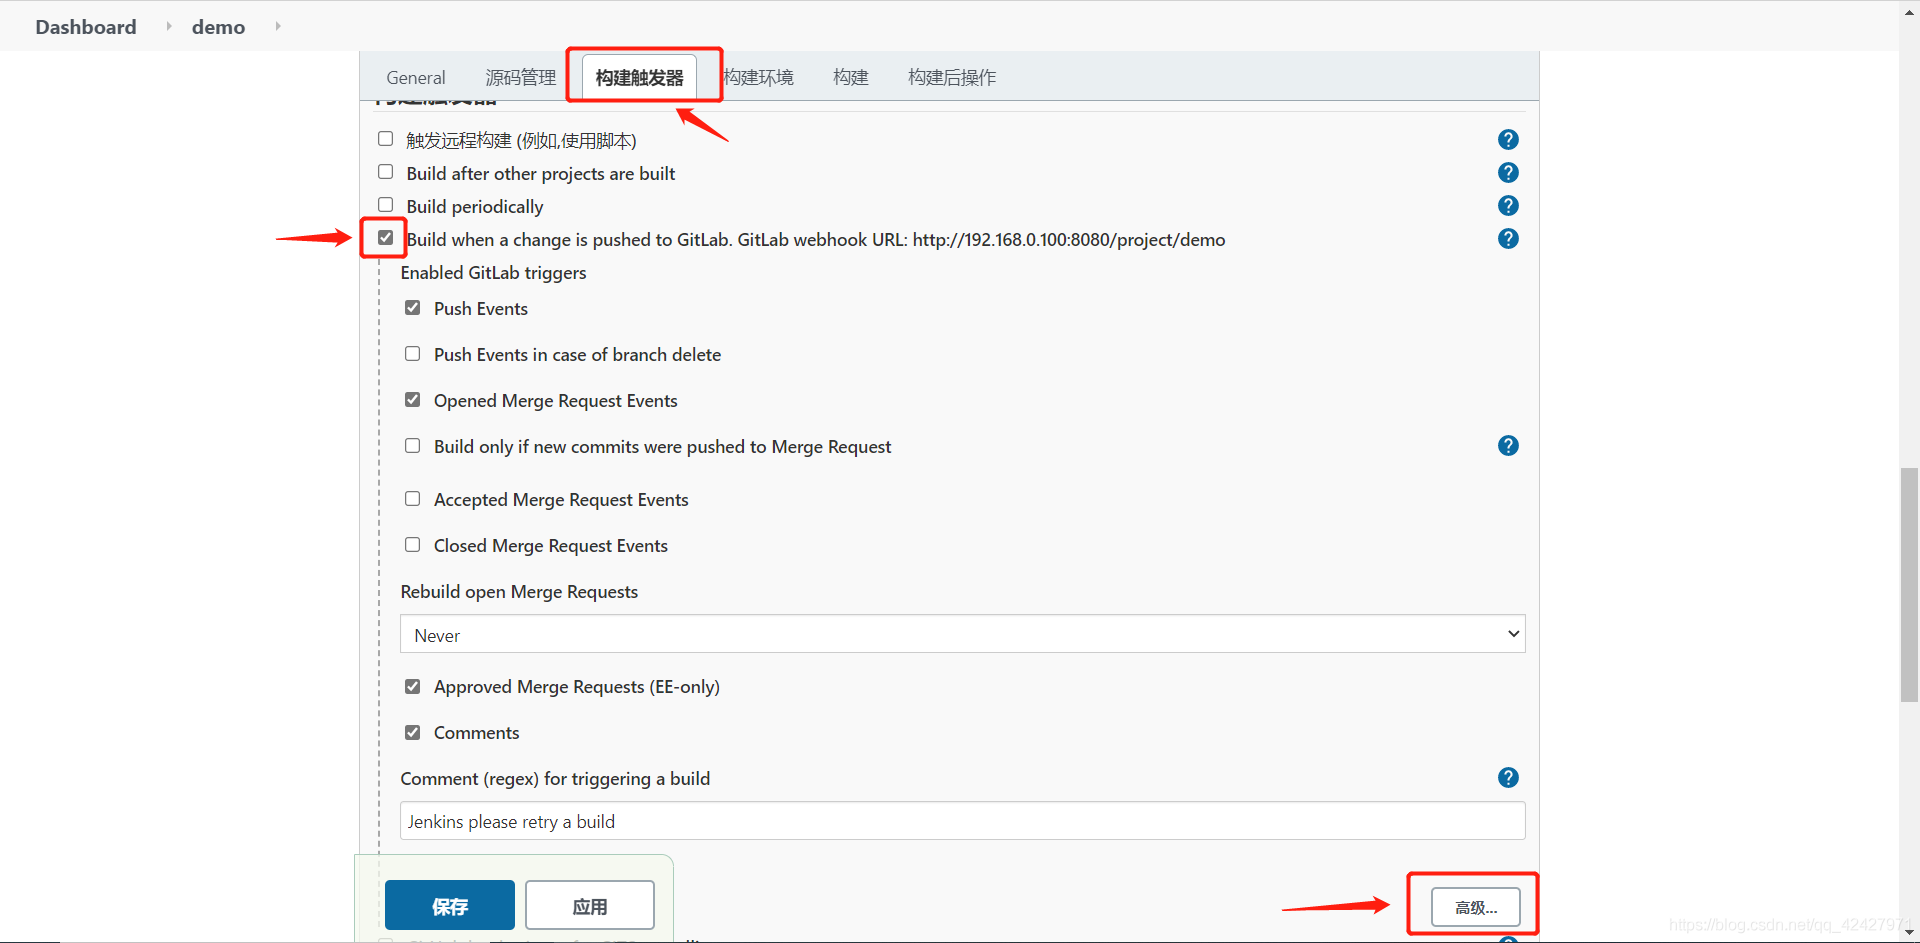 Dashboard demo
General 源码管理 构建触发器 构建环境 构建 构建后操作
构建触发器
触发远程构建 (例如,使用脚本)
Build after other projects are built
Build periodically
Build when a change is pushed to GitLab. GitLab webhook URL: http://192.168.0.100:8080/project/demo
Enabled GitLab triggers
Push Events
Push Events in case of branch delete
Opened Merge Request Events
Build only if new commits were pushed to Merge Request
Accepted Merge Request Events
Closed Merge Request Events
Rebuild open Merge Requests
Never
Approved Merge Requests (EE-only)
Comments
Comment (regex) for triggering a build
Jenkins please retry a build
保存 应用 高级...
https://blog.csdn.net/qq_42427971